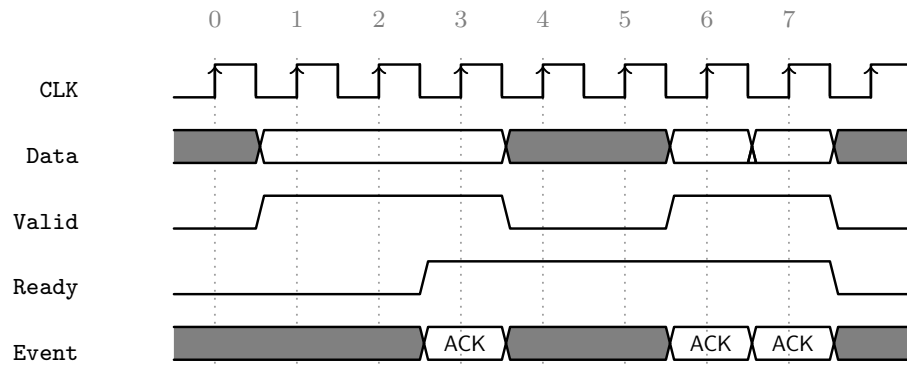 0 1 2 3 4 5 6 7
CLK
Data
Valid
Ready
Event ACK ACK ACK